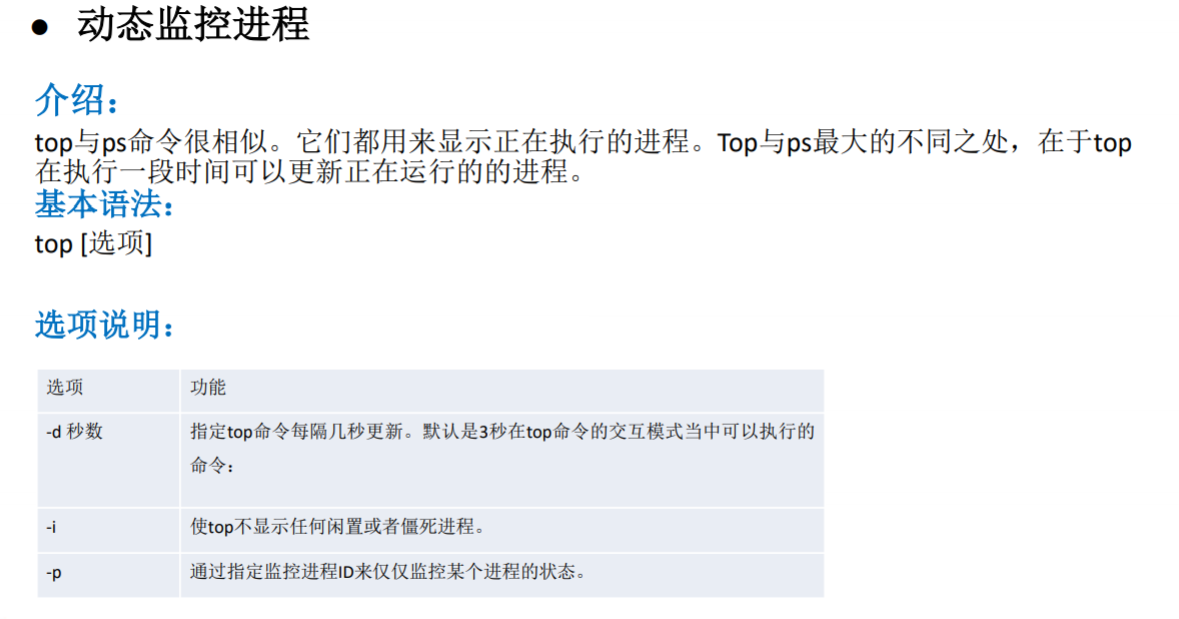 ● 动态监控进程
介绍：
top与ps命令很相似。它们都用来显示正在执行的进程。Top与ps最大的不同之处，在于top
在执行一段时间可以更新正在运行的的进程。
基本语法：
top [选项]
选项说明：
选项 功能
-d 秒数 指定top命令每隔几秒更新。默认是3秒在top命令的交互模式当中可以执行的
命令：
-i 使top不显示任何闲置或者僵死进程。
-p 通过指定监控进程ID来仅仅监控某个进程的状态。